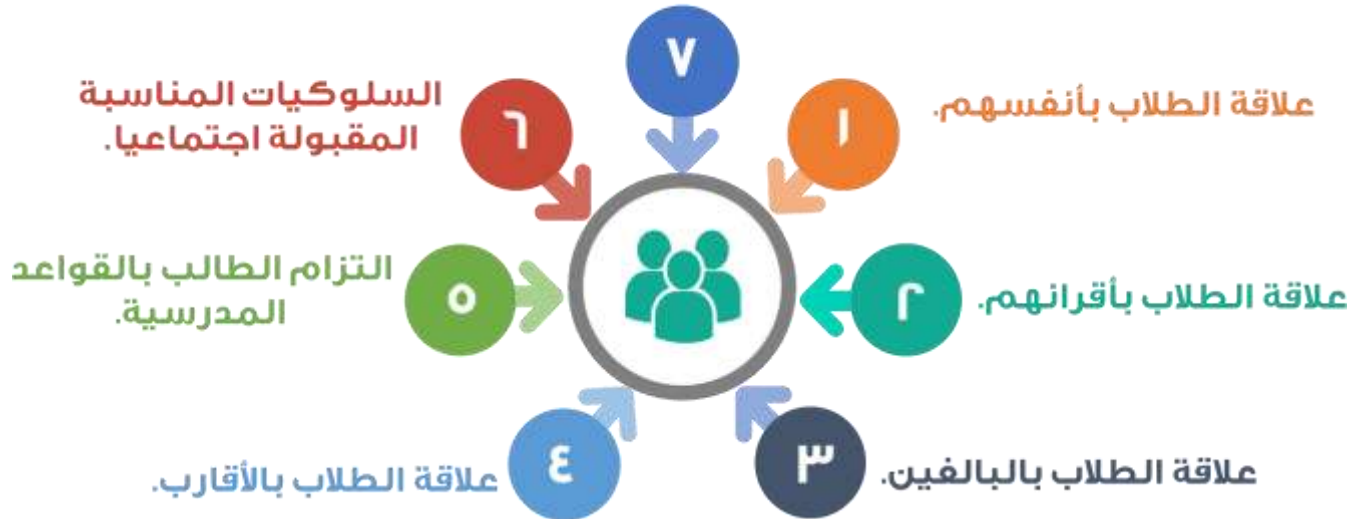 ٧
١
علاقة الطلاب بأنفسهم.
٢
علاقة الطلاب بأقرانهم.
٣
علاقة الطلاب بالبالغين.
٤
علاقة الطلاب بالأقارب.
٥
التزام الطالب بالقواعد
المدرسية.
٦
السلوكيات المناسبة
المقبولة اجتماعيا.